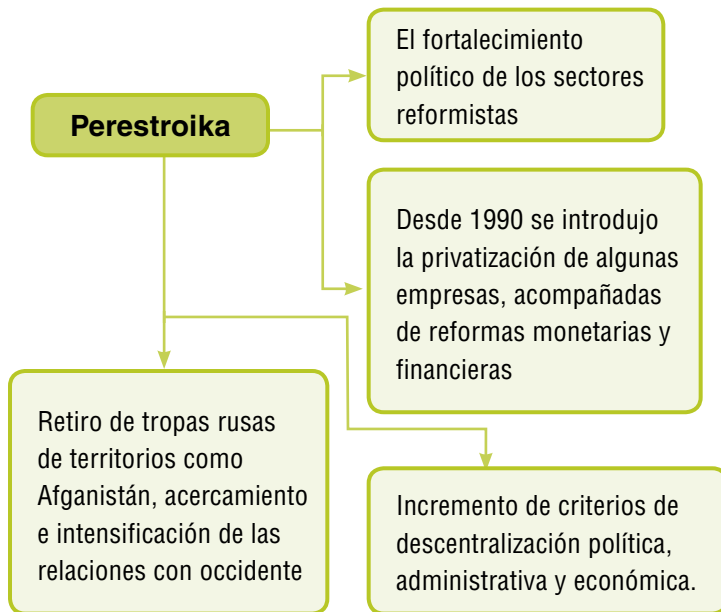 Perestroika
El fortalecimiento
político de los sectores
reformistas
Desde 1990 se introdujo
la privatización de algunas
empresas, acompañadas
de reformas monetarias y
financieras
Retiro de tropas rusas
de territorios como
Afganistán, acercamiento
e intensificación de las
relaciones con occidente
Incremento de criterios de
descentralización política,
administrativa y económica.